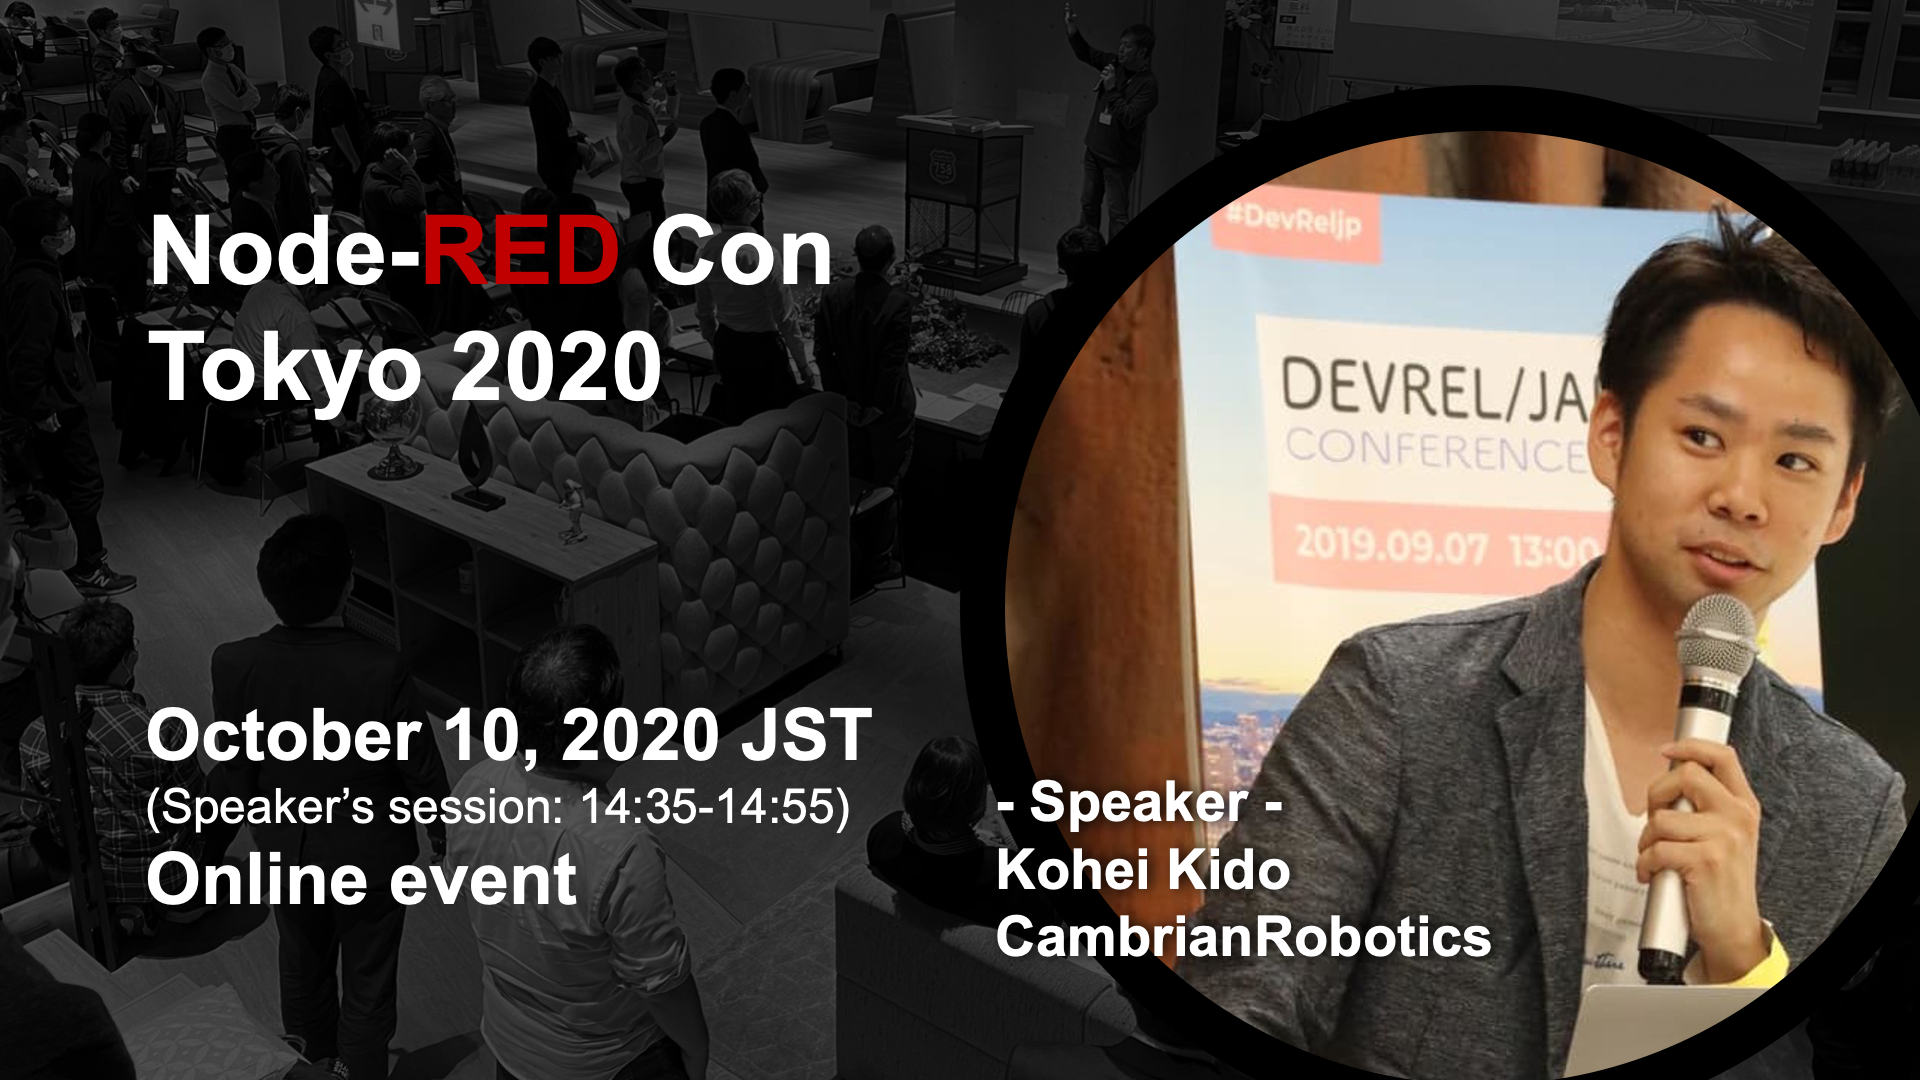 Node-RED Con
Tokyo 2020
October 10, 2020 JST
(Speaker’s session: 14:35-14:55)
Online event
#DevReljp
DEVREL/JA
CONFERENCE
2019.09.07 13:00
- Speaker -
Kohei Kido
CambrianRobotics
758